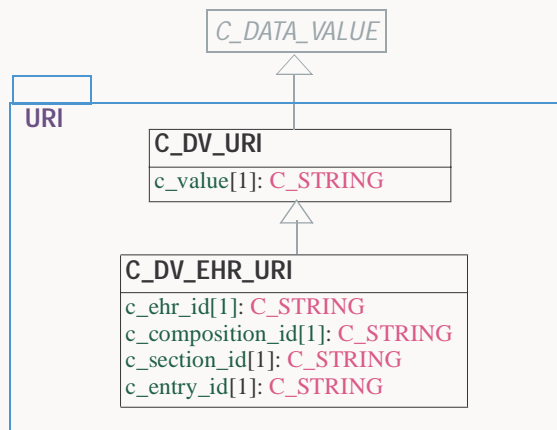 C_DATA_VALUE
URI
C_DV_URI
c_value[1]: C_STRING
C_DV_EHR_URI
c_ehr_id[1]: C_STRING
c_composition_id[1]: C_STRING
c_section_id[1]: C_STRING
c_entry_id[1]: C_STRING